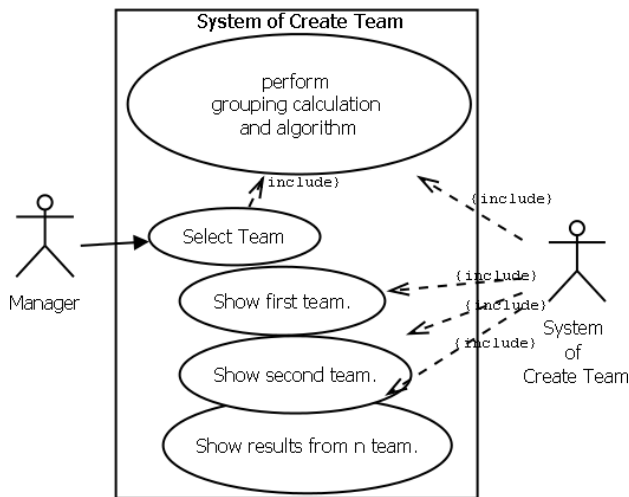 System of Create Team
perform
grouping calculation
and algorithm
include}
{include}
Select Team
Manager
Show first team.
{include}
{include}
System
of
Create Team
Show second team.
Show results from n team.